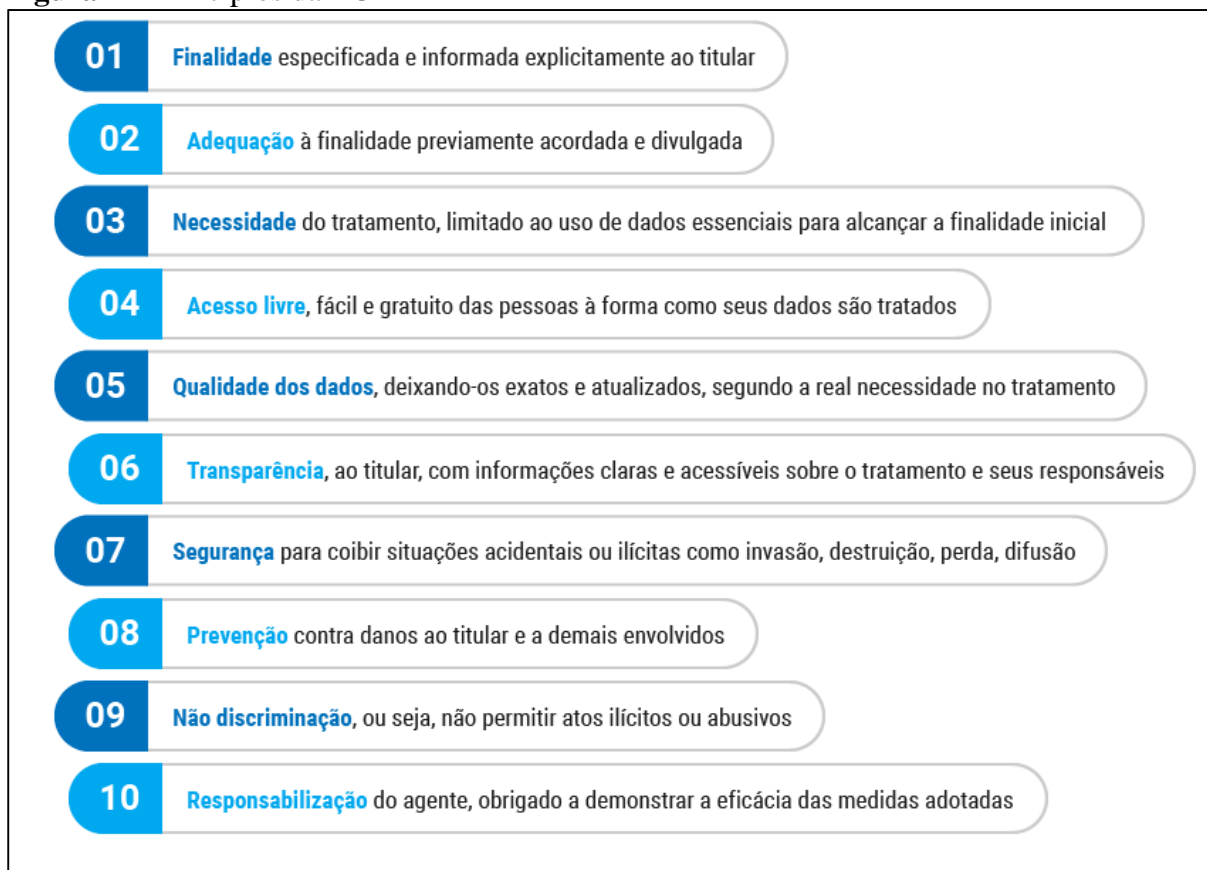 01 Finalidade especificada e informada explicitamente ao titular
02 Adequação à finalidade previamente acordada e divulgada
03 Necessidade do tratamento, limitado ao uso de dados essenciais para alcançar a finalidade inicial
04 Acesso livre, fácil e gratuito das pessoas à forma como seus dados são tratados
05 Qualidade dos dados, deixando-os exatos e atualizados, segundo a real necessidade no tratamento
06 Transparência, ao titular, com informações claras e acessíveis sobre o tratamento e seus responsáveis
07 Segurança para coibir situações acidentais ou ilícitas como invasão, destruição, perda, difusão
08 Prevenção contra danos ao titular e a demais envolvidos
09 Não discriminação, ou seja, não permitir atos ilícitos ou abusivos
10 Responsabilização do agente, obrigado a demonstrar a eficácia das medidas adotadas